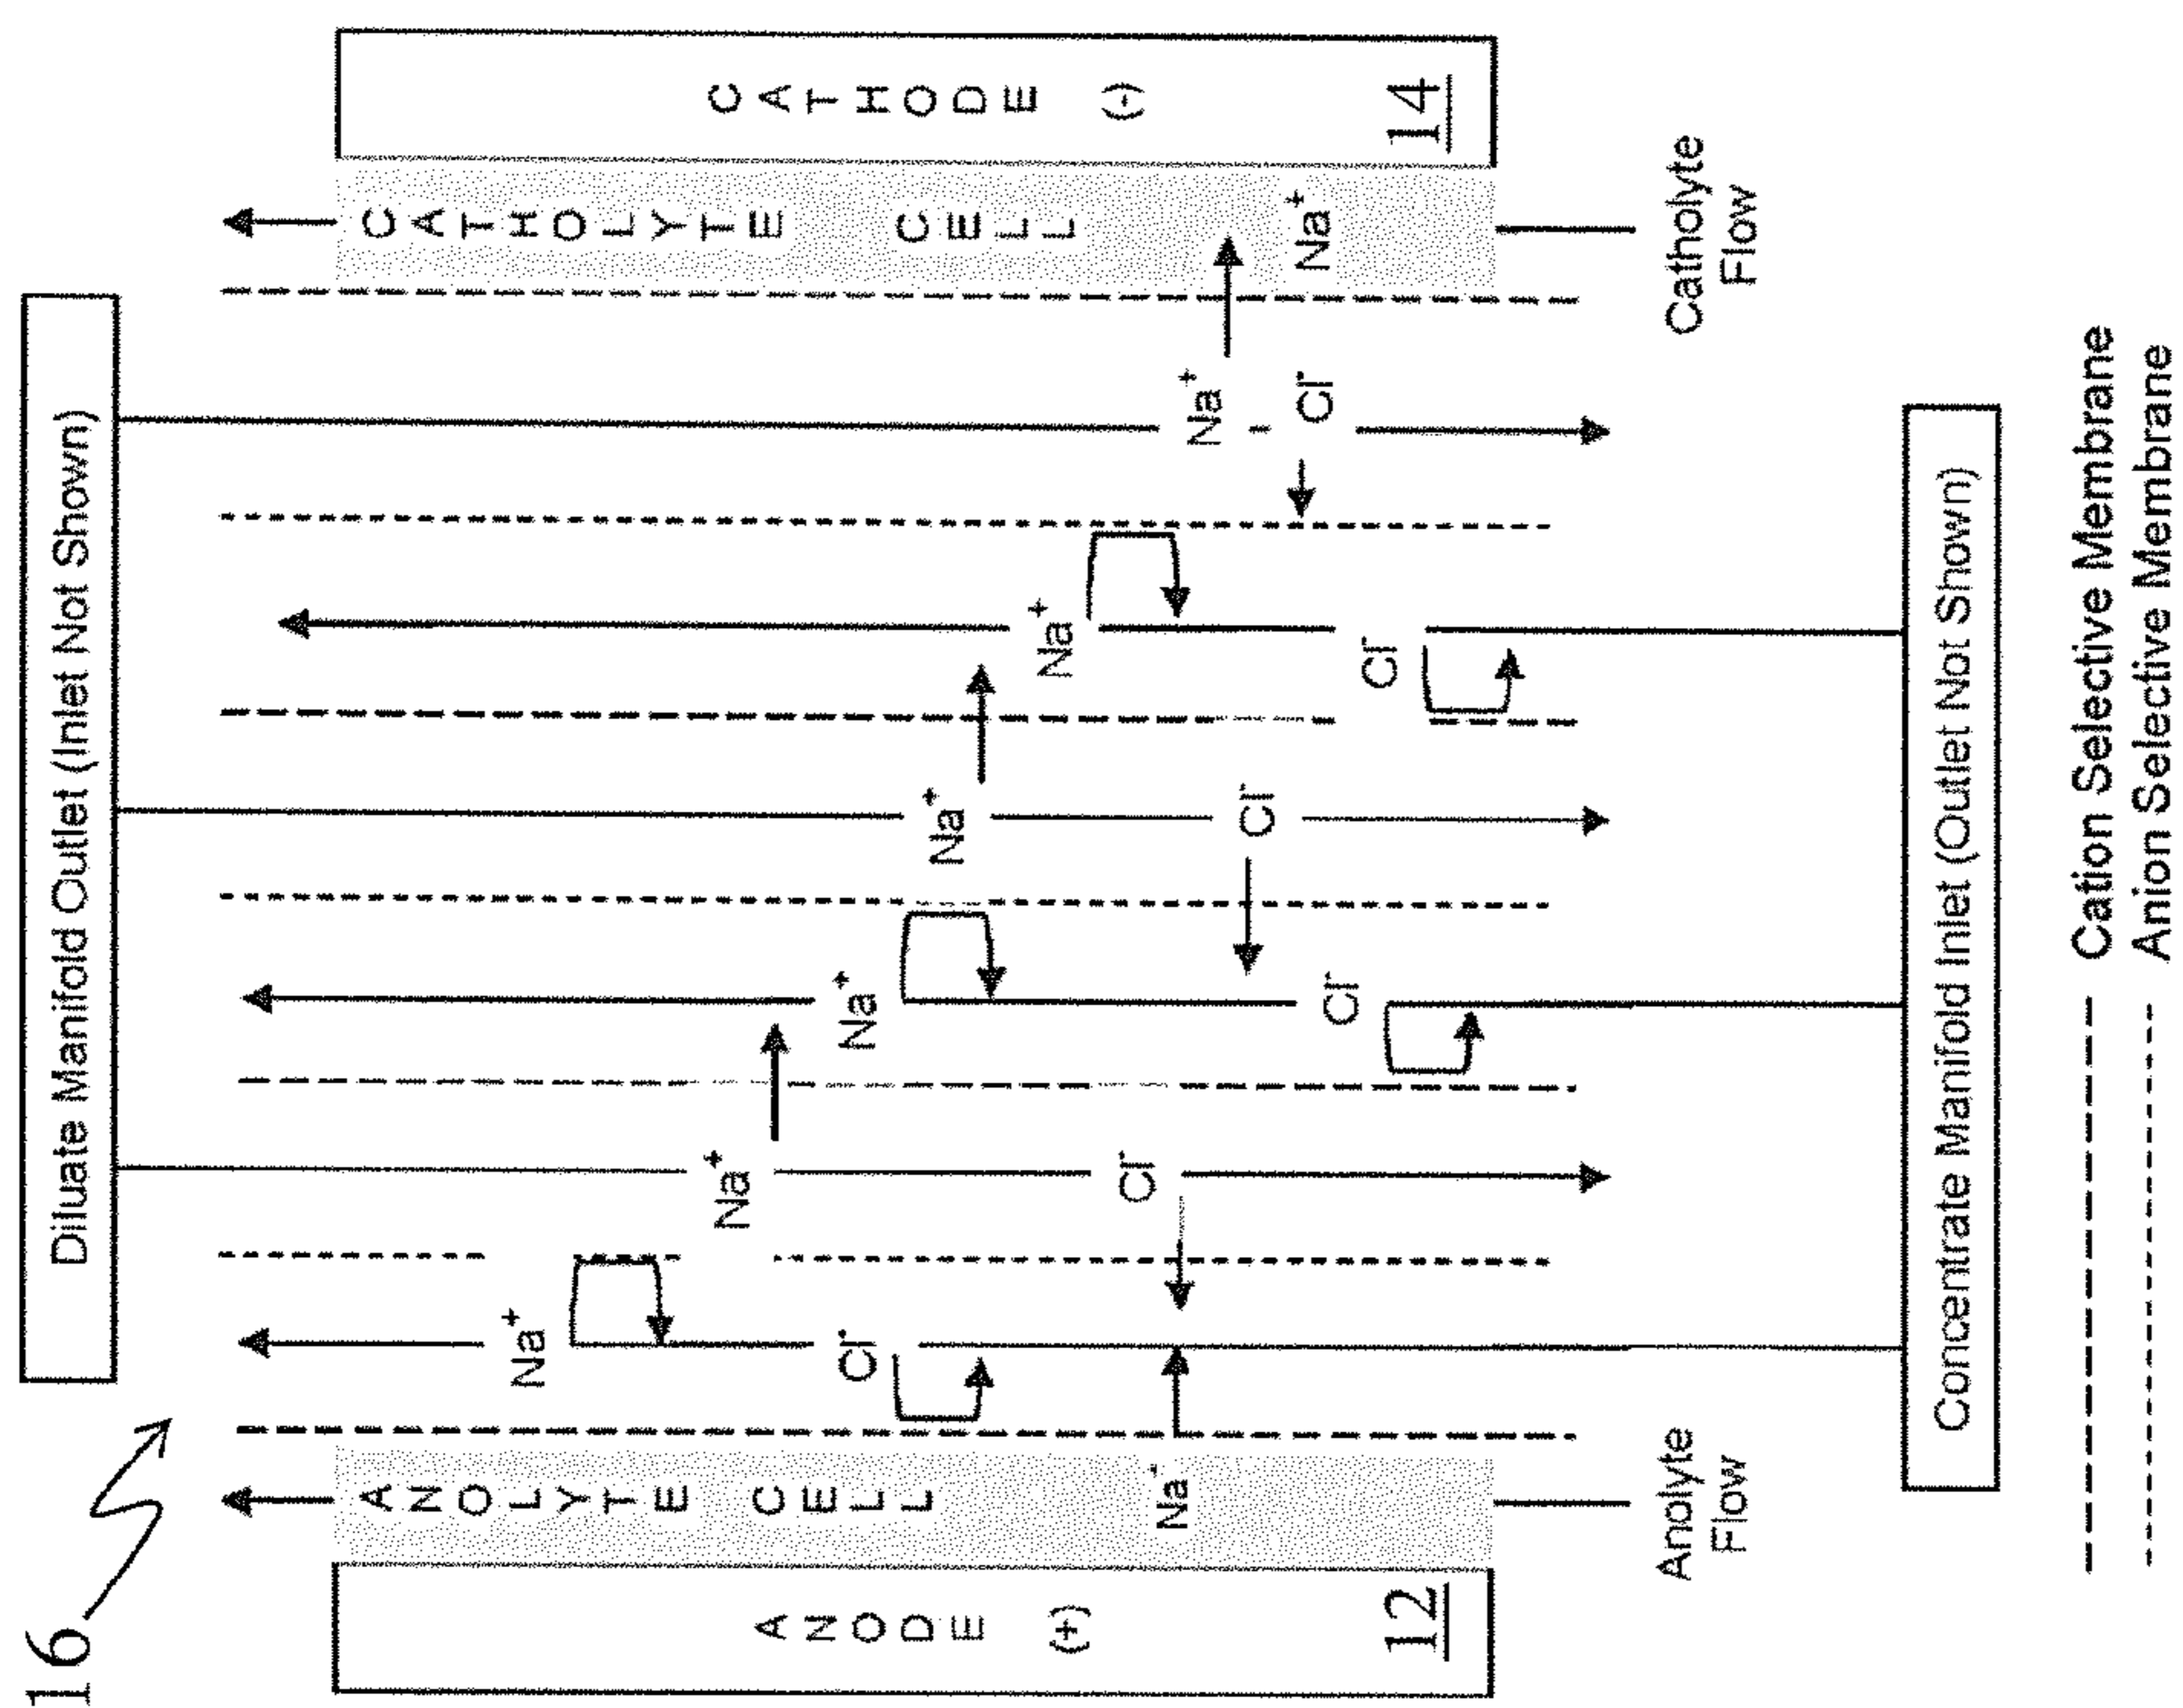 16
Diluate Manifold Outlet (Inlet Not Shown)
ANODE (+)
12
ANOLYTE CELL
Na⁺
Anolyte
Flow
Na⁺
Cl⁻
Na⁺
Cl⁻
Na⁺
Cl⁻
Na⁺
Cl⁻
Na⁺
Cl⁻
Na⁺
Cl⁻
CATHOLYTE CELL
Na⁺
Catholyte
Flow
CATHODE (-)
14
Concentrate Manifold Inlet (Outlet Not Shown)
Cation Selective Membrane
Anion Selective Membrane